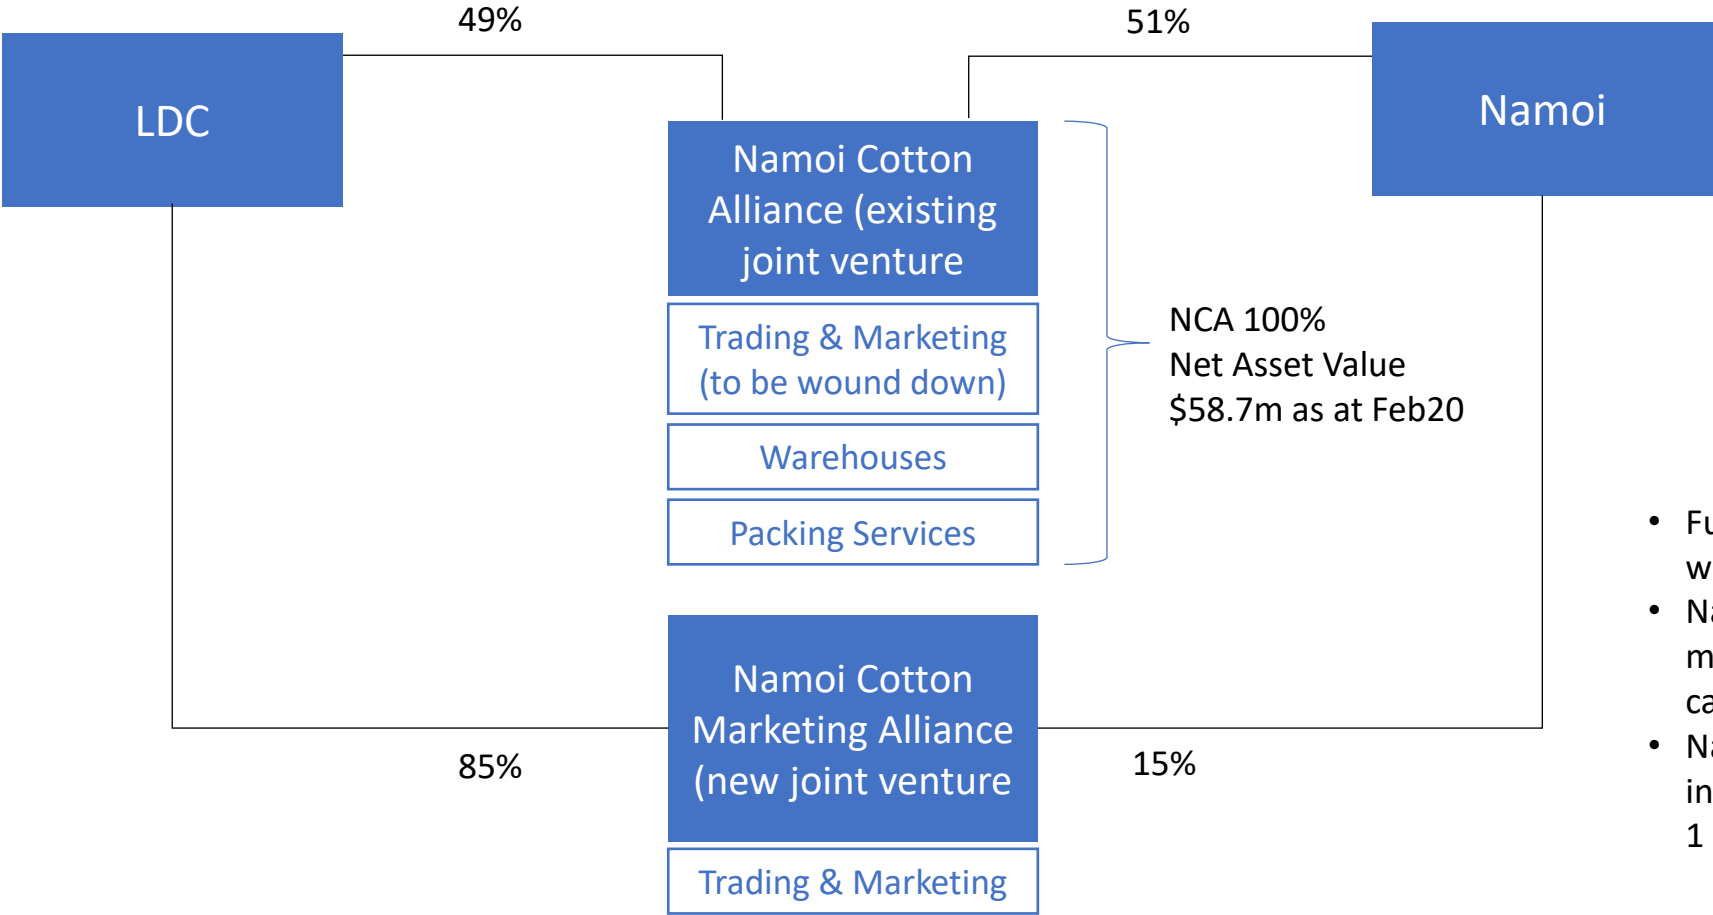 49%
51%
LDC
Namoi
Namoi Cotton
Alliance (existing
joint venture
Trading & Marketing
(to be wound down)
Warehouses
Packing Services
NCA 100%
Net Asset Value
$58.7m as at Feb20
Namoi Cotton
Marketing Alliance
(new joint venture
85%
15%
Trading & Marketing
1